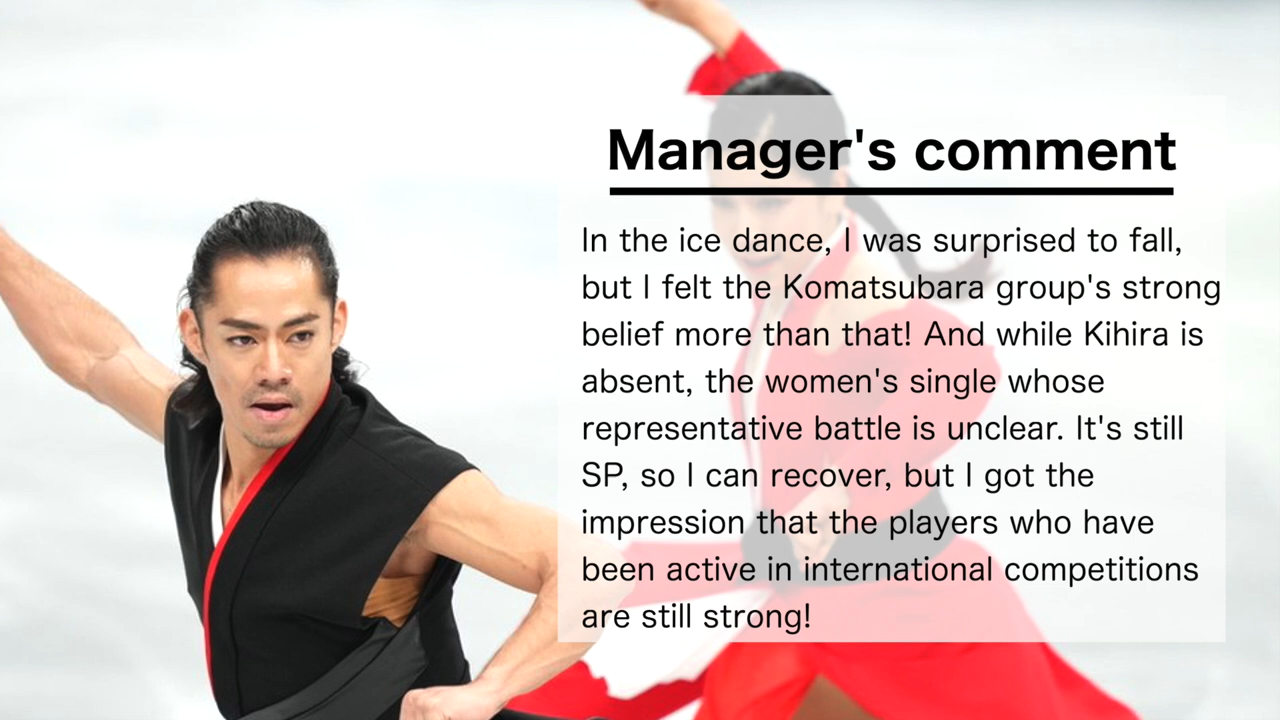 Manager's comment
In the ice dance, I was surprised to fall,
but I felt the Komatsubara group's strong
belief more than that! And while Kihira is
absent, the women's single whose
representative battle is unclear. It's still
SP, so I can recover, but I got the
impression that the players who have
been active in international competitions
are still strong!